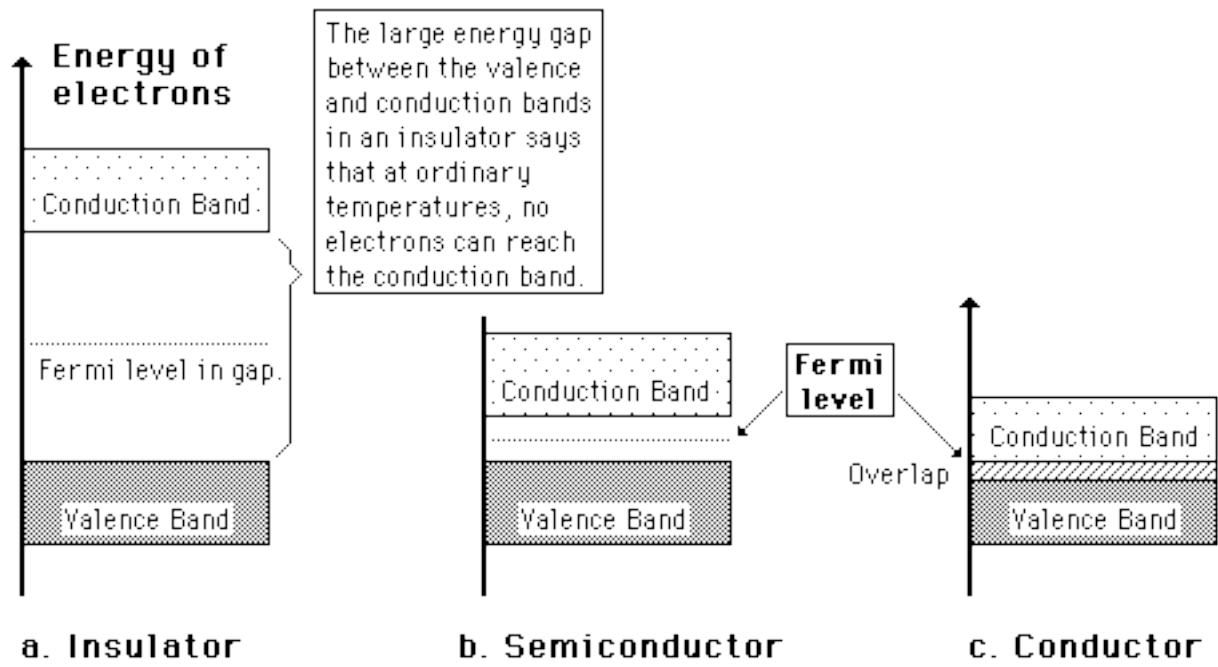 Energy of
electrons
The large energy gap
between the valence
and conduction bands
in an insulator says
that at ordinary
temperatures, no
electrons can reach
the conduction band.
Conduction Band
Fermi level in gap.
Valence Band
a. Insulator
Conduction Band
Valence Band
b. Semiconductor
Fermi
level
Conduction Band
Overlap
Valence Band
c. Conductor